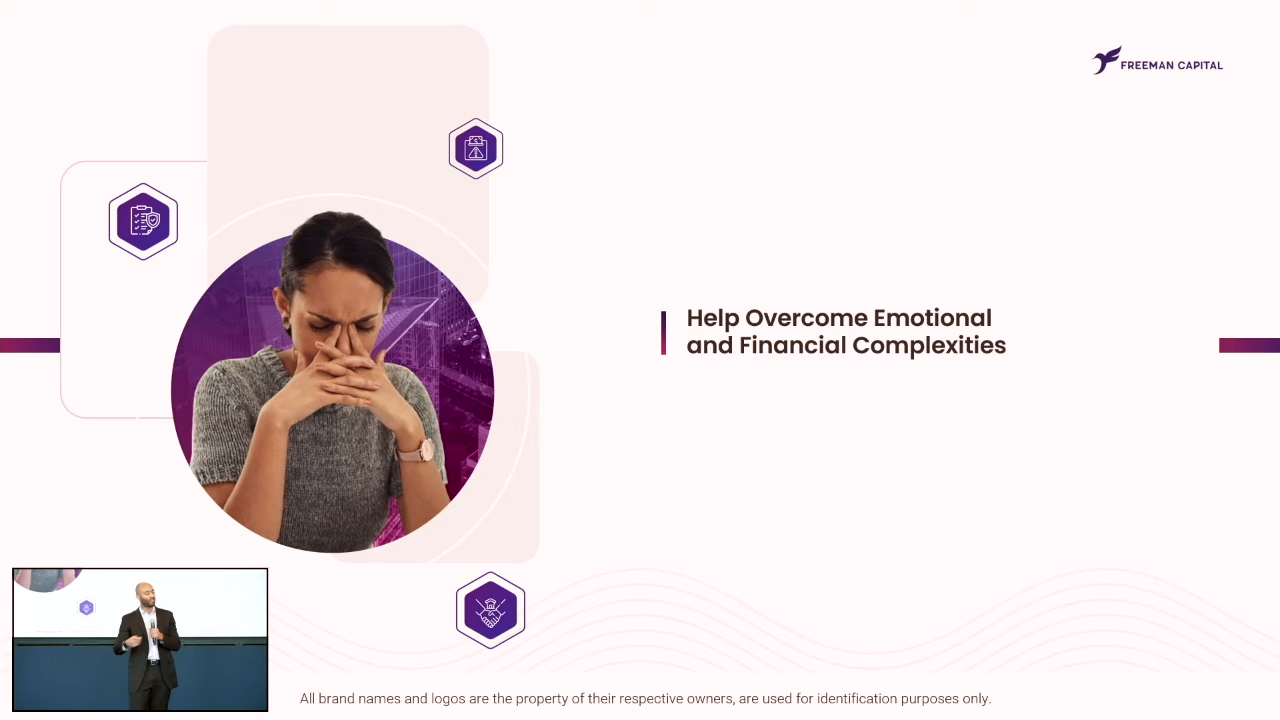 FREEMAN CAPITAL
Help Overcome Emotional
and Financial Complexities
All brand names and logos are the property of their respective owners, are used for identification purposes only.